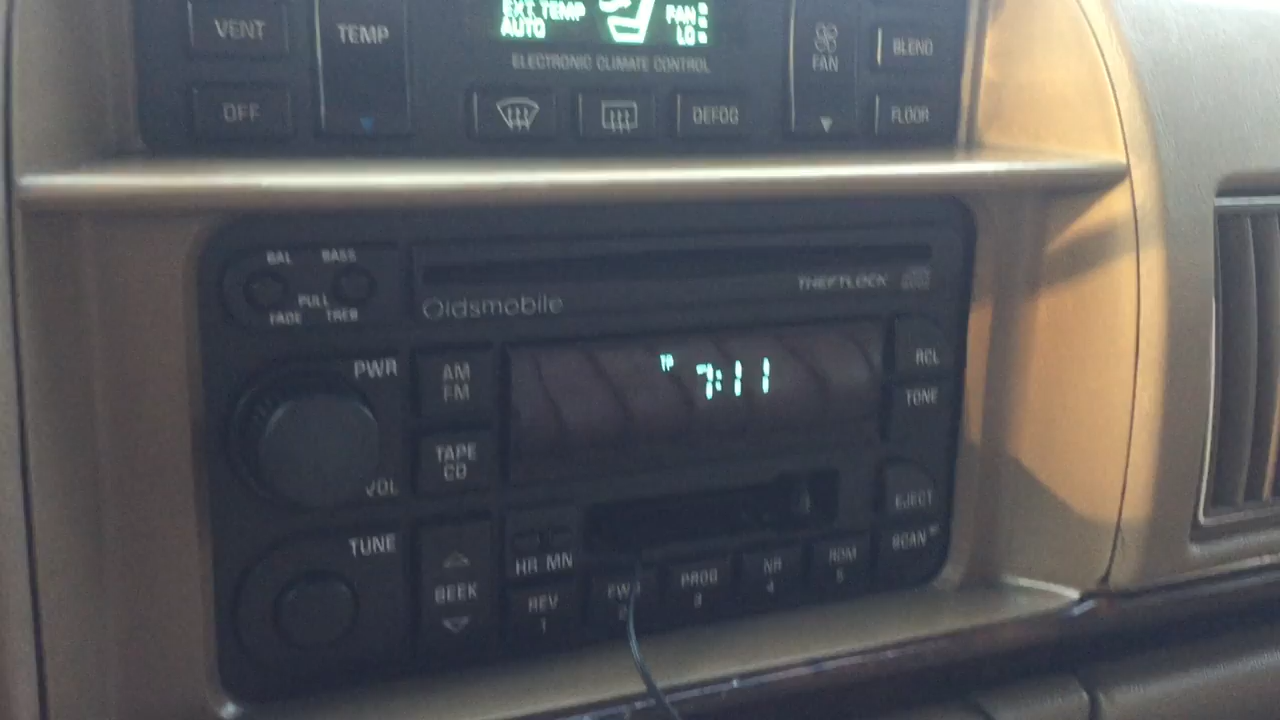 EXT TEMP
AUTO
FAN
LO
VENT
TEMP
FAN
BLEND
ELECTRONIC CLIMATE CONTROL
OFF
DEFOG
FLOOR
BAL BASS
PULL
FADE TREB
Oldsmobile
THEFTLOCK
PWR
VOL
AM
FM
TP 7:11
RCL
TONE
TAPE
CD
EJECT
TUNE
SEEK
HR MN
SCAN
REV
1
FWD
2
PROG
3
NR
4
RDM
5